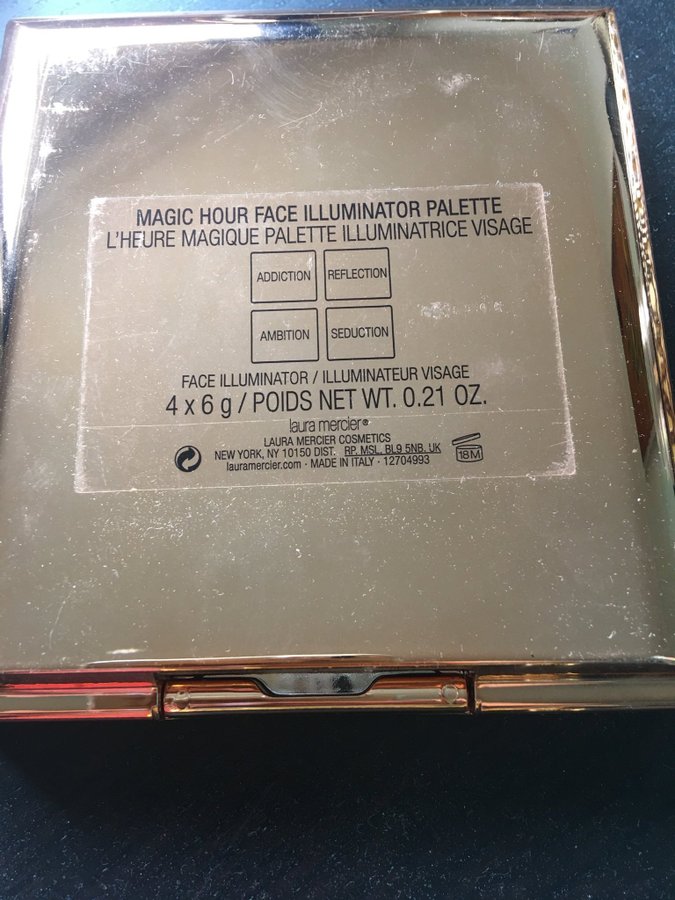 MAGIC HOUR FACE ILLUMINATOR PALETTE
L'HEURE MAGIQUE PALETTE ILLUMINATRICE VISAGE
ADDICTION REFLECTION
AMBITION SEDUCTION
FACE ILLUMINATOR / ILLUMINATEUR VISAGE
4 x 6 g / POIDS NET WT. 0.21 OZ.
laura mercier®
LAURA MERCIER COSMETICS
NEW YORK, NY 10150 DIST. RP. MSL. BL9 5NB. UK
lauramercier.com · MADE IN ITALY · 12704993
18M